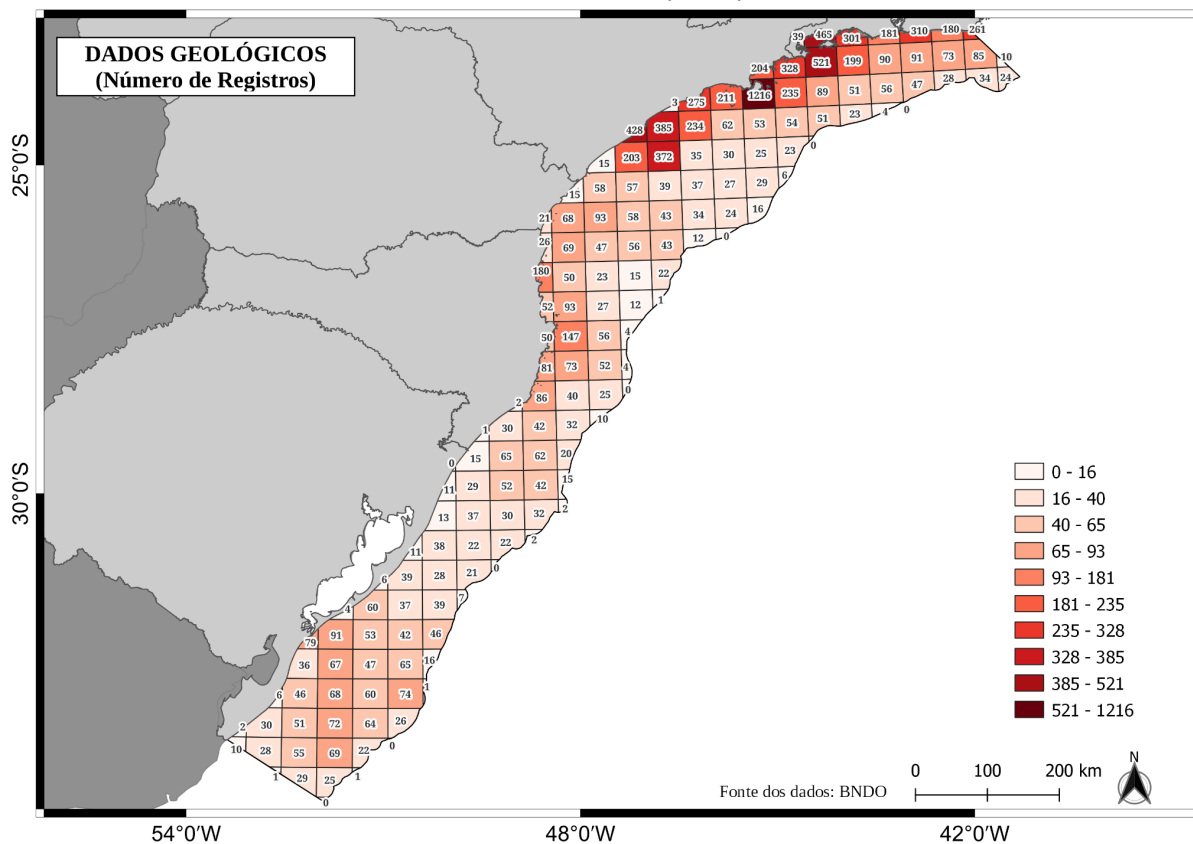 DADOS GEOLÓGICOS
(Número de Registros)
39 465 301 181 310 180 261
204 328 521 199 90 91 73 85 10
3 275 211 1216 235 89 51 56 47 28 34 24
428 385 234 62 53 54 51 23 4 0
25°0'S
15 203 372 35 30 25 23 0
15 58 57 39 37 27 29 6
21 68 93 58 43 34 24 16
26 69 47 56 43 12 0
180 50 23 15 22
52 93 27 12 1
50 147 56 4
81 73 52 4
2 86 40 25 0
1 30 42 32 10
0 15 65 62 20
30°0'S
11 29 52 42 15
13 37 30 32 2
11 38 22 22 2
6 39 28 21 0
4 60 37 39 7
79 91 53 42 46
36 67 47 65 16
6 46 68 60 74 1
2 30 51 72 64 26
10 28 55 69 22 0
1 29 25 1
0
0 - 16
16 - 40
40 - 65
65 - 93
93 - 181
181 - 235
235 - 328
328 - 385
385 - 521
521 - 1216
Fonte dos dados: BNDO
0 100 200 km
N
54°0'W 48°0'W 42°0'W